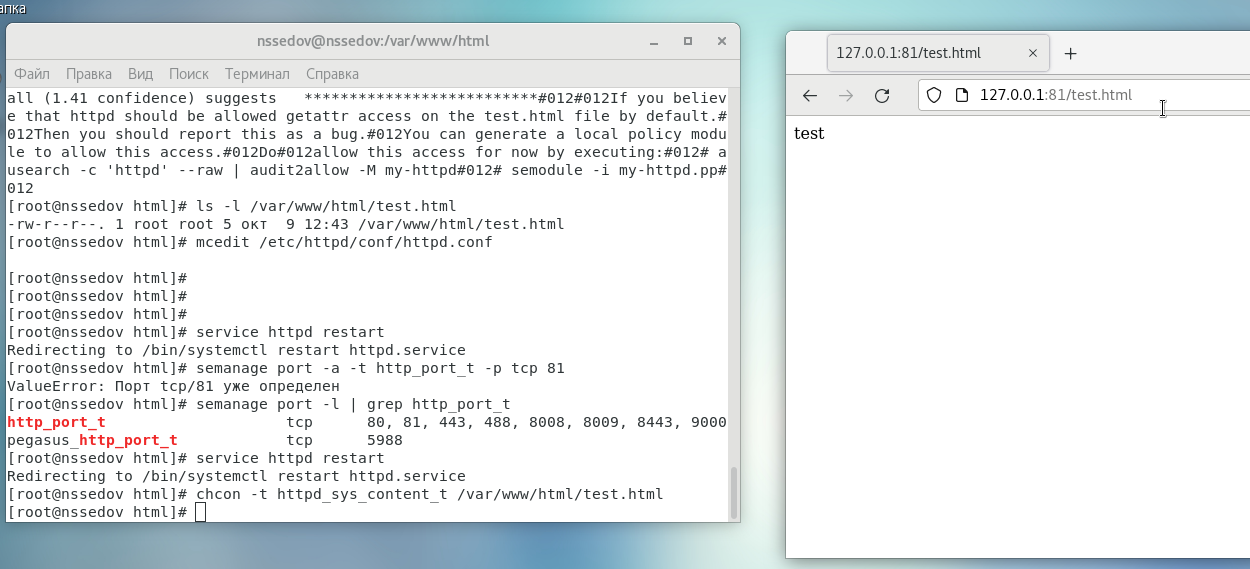 апка
nssedov@nssedov:/var/www/html
Файл Правка Вид Поиск Терминал Справка
all (1.41 confidence) suggests   **************************#012#012If you believ
e that httpd should be allowed getattr access on the test.html file by default.#
012Then you should report this as a bug.#012You can generate a local policy modu
le to allow this access.#012Do#012allow this access for now by executing:#012# a
usearch -c 'httpd' --raw | audit2allow -M my-httpd#012# semodule -i my-httpd.pp#
012
[root@nssedov html]# ls -l /var/www/html/test.html
-rw-r--r--. 1 root root 5 окт  9 12:43 /var/www/html/test.html
[root@nssedov html]# mcedit /etc/httpd/conf/httpd.conf
[root@nssedov html]#
[root@nssedov html]#
[root@nssedov html]#
[root@nssedov html]# service httpd restart
Redirecting to /bin/systemctl restart httpd.service
[root@nssedov html]# semanage port -a -t http_port_t -p tcp 81
ValueError: Порт tcp/81 уже определен
[root@nssedov html]# semanage port -l | grep http_port_t
http_port_t                    tcp      80, 81, 443, 488, 8008, 8009, 8443, 9000
pegasus_http_port_t            tcp      5988
[root@nssedov html]# service httpd restart
Redirecting to /bin/systemctl restart httpd.service
[root@nssedov html]# chcon -t httpd_sys_content_t /var/www/html/test.html
[root@nssedov html]#
127.0.0.1:81/test.html
127.0.0.1:81/test.html
test